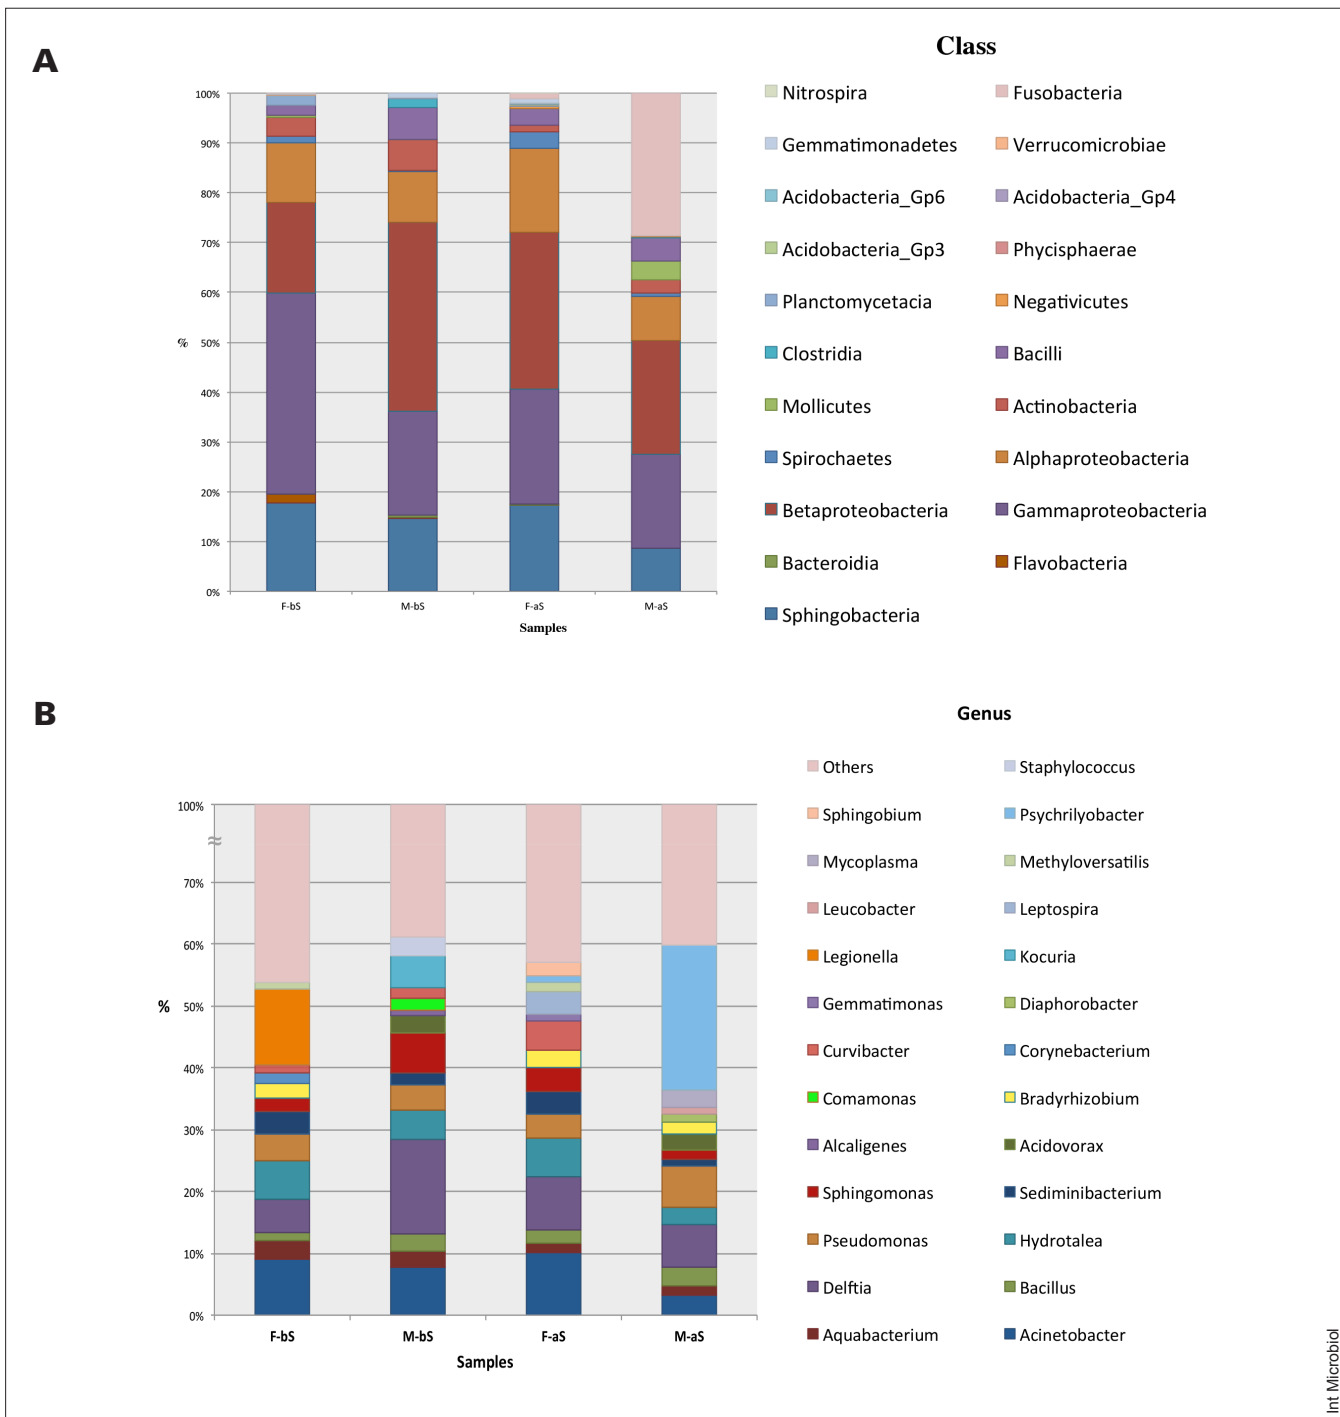 A
Class
100%
90%
80%
70%
60%
50%
40%
30%
20%
10%
0%
%
F-bS M-bS F-aS M-aS
Samples
Nitrospira Fusobacteria
Gemmatimonadetes Verrucomicrobiae
Acidobacteria_Gp6 Acidobacteria_Gp4
Acidobacteria_Gp3 Phycisphaerae
Planctomycetacia Negativicutes
Clostridia Bacilli
Mollicutes Actinobacteria
Spirochaetes Alphaproteobacteria
Betaproteobacteria Gammaproteobacteria
Bacteroidia Flavobacteria
Sphingobacteria
B
Genus
100%
≈
70%
60%
50%
40%
30%
20%
10%
0%
%
F-bS M-bS F-aS M-aS
Samples
Others Staphylococcus
Sphingobium Psychrilyobacter
Mycoplasma Methyloversatilis
Leucobacter Leptospira
Legionella Kocuria
Gemmatimonas Diaphorobacter
Curvibacter Corynebacterium
Comamonas Bradyrhizobium
Alcaligenes Acidovorax
Sphingomonas Sediminibacterium
Pseudomonas Hydrotalea
Delftia Bacillus
Aquabacterium Acinetobacter
Int Microbiol